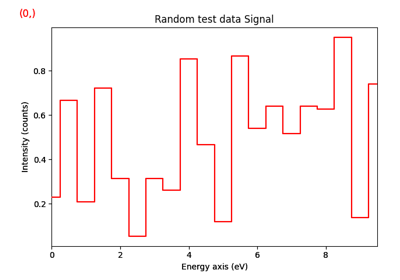 (0,)
Random test data Signal
Intensity (counts)
0.8
0.6
0.4
0.2
0 2 4 6 8
Energy axis (eV)